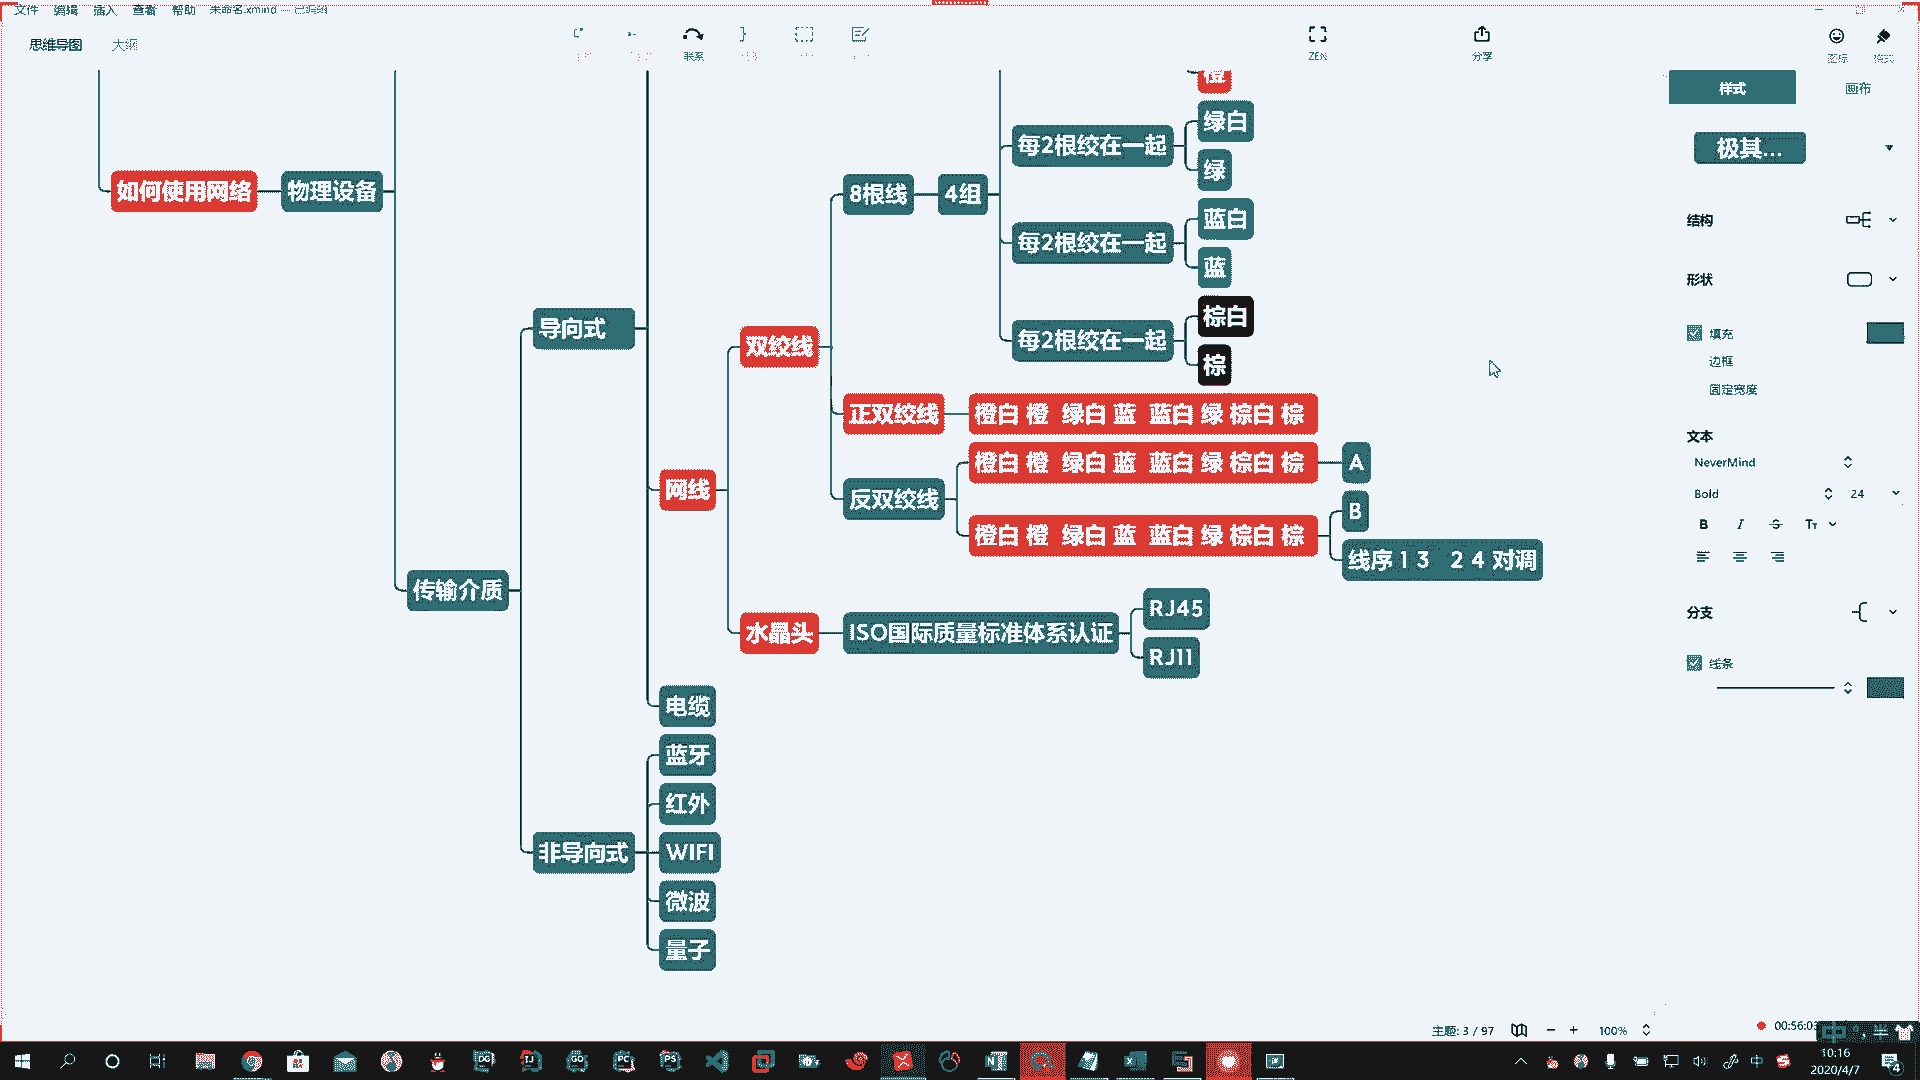 文件 编辑 插入 查看 帮助 未命名.xmind — 已编辑
思维导图 大纲
联系
ZEN
分享
图标
格式
样式 画布
极其...
结构
形状
填充
边框
固定宽度
文本
NeverMind
Bold 24
B I S Tт
分支
线条
橙
绿白
每2根绞在一起
绿
如何使用网络 物理设备
8根线 4组
蓝白
每2根绞在一起
蓝
棕白
导向式
双绞线
每2根绞在一起
棕
正双绞线 橙白 橙 绿白 蓝 蓝白 绿 棕白 棕
橙白 橙 绿白 蓝 蓝白 绿 棕白 棕 A
网线
反双绞线
B
橙白 橙 绿白 蓝 蓝白 绿 棕白 棕
线序 1 3 2 4 对调
传输介质
RJ45
水晶头 ISO国际质量标准体系认证
RJ11
电缆
蓝牙
红外
非导向式 WIFI
微波
量子
主题: 3 / 97 100%
00:56:03
中
DG IJ GO PC PS
中
10:16
2020/4/7
4